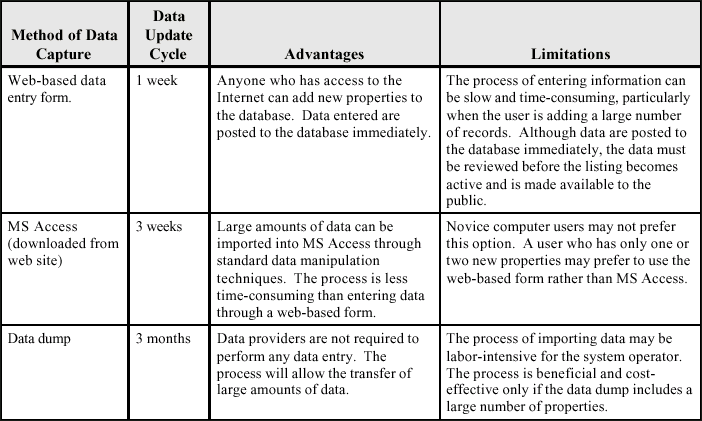 Method of Data
Capture
Data
Update
Cycle
Advantages
Limitations
Web-based data
entry form.
1 week
Anyone who has access to the
Internet can add new properties to
the database.  Data entered are
posted to the database immediately.
The process of entering information can
be slow and time-consuming, particularly
when the user is adding a large number
of records.  Although data are posted to
the database immediately, the data must
be reviewed before the listing becomes
active and is made available to the
public.
MS Access
(downloaded from
web site)
3 weeks
Large amounts of data can be
imported into MS Access through
standard data manipulation
techniques.  The process is less
time-consuming than entering data
through a web-based form.
Novice computer users may not prefer
this option.  A user who has only one or
two new properties may prefer to use the
web-based form rather than MS Access.
Data dump
3 months
Data providers are not required to
perform any data entry.  The
process will allow the transfer of
large amounts of data.
The process of importing data may be
labor-intensive for the system operator.
The process is beneficial and cost-
effective only if the data dump includes a
large number of properties.